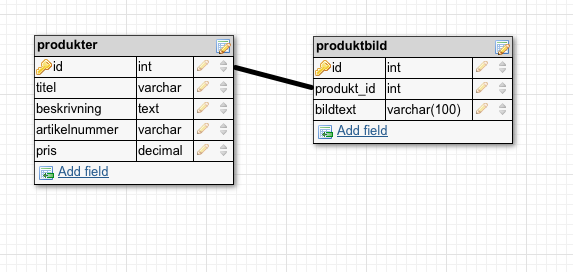 produkter
id int
titel varchar
beskrivning text
artikelnummer varchar
pris decimal
Add field
produktbild
id int
produkt_id int
bildtext varchar(100)
Add field